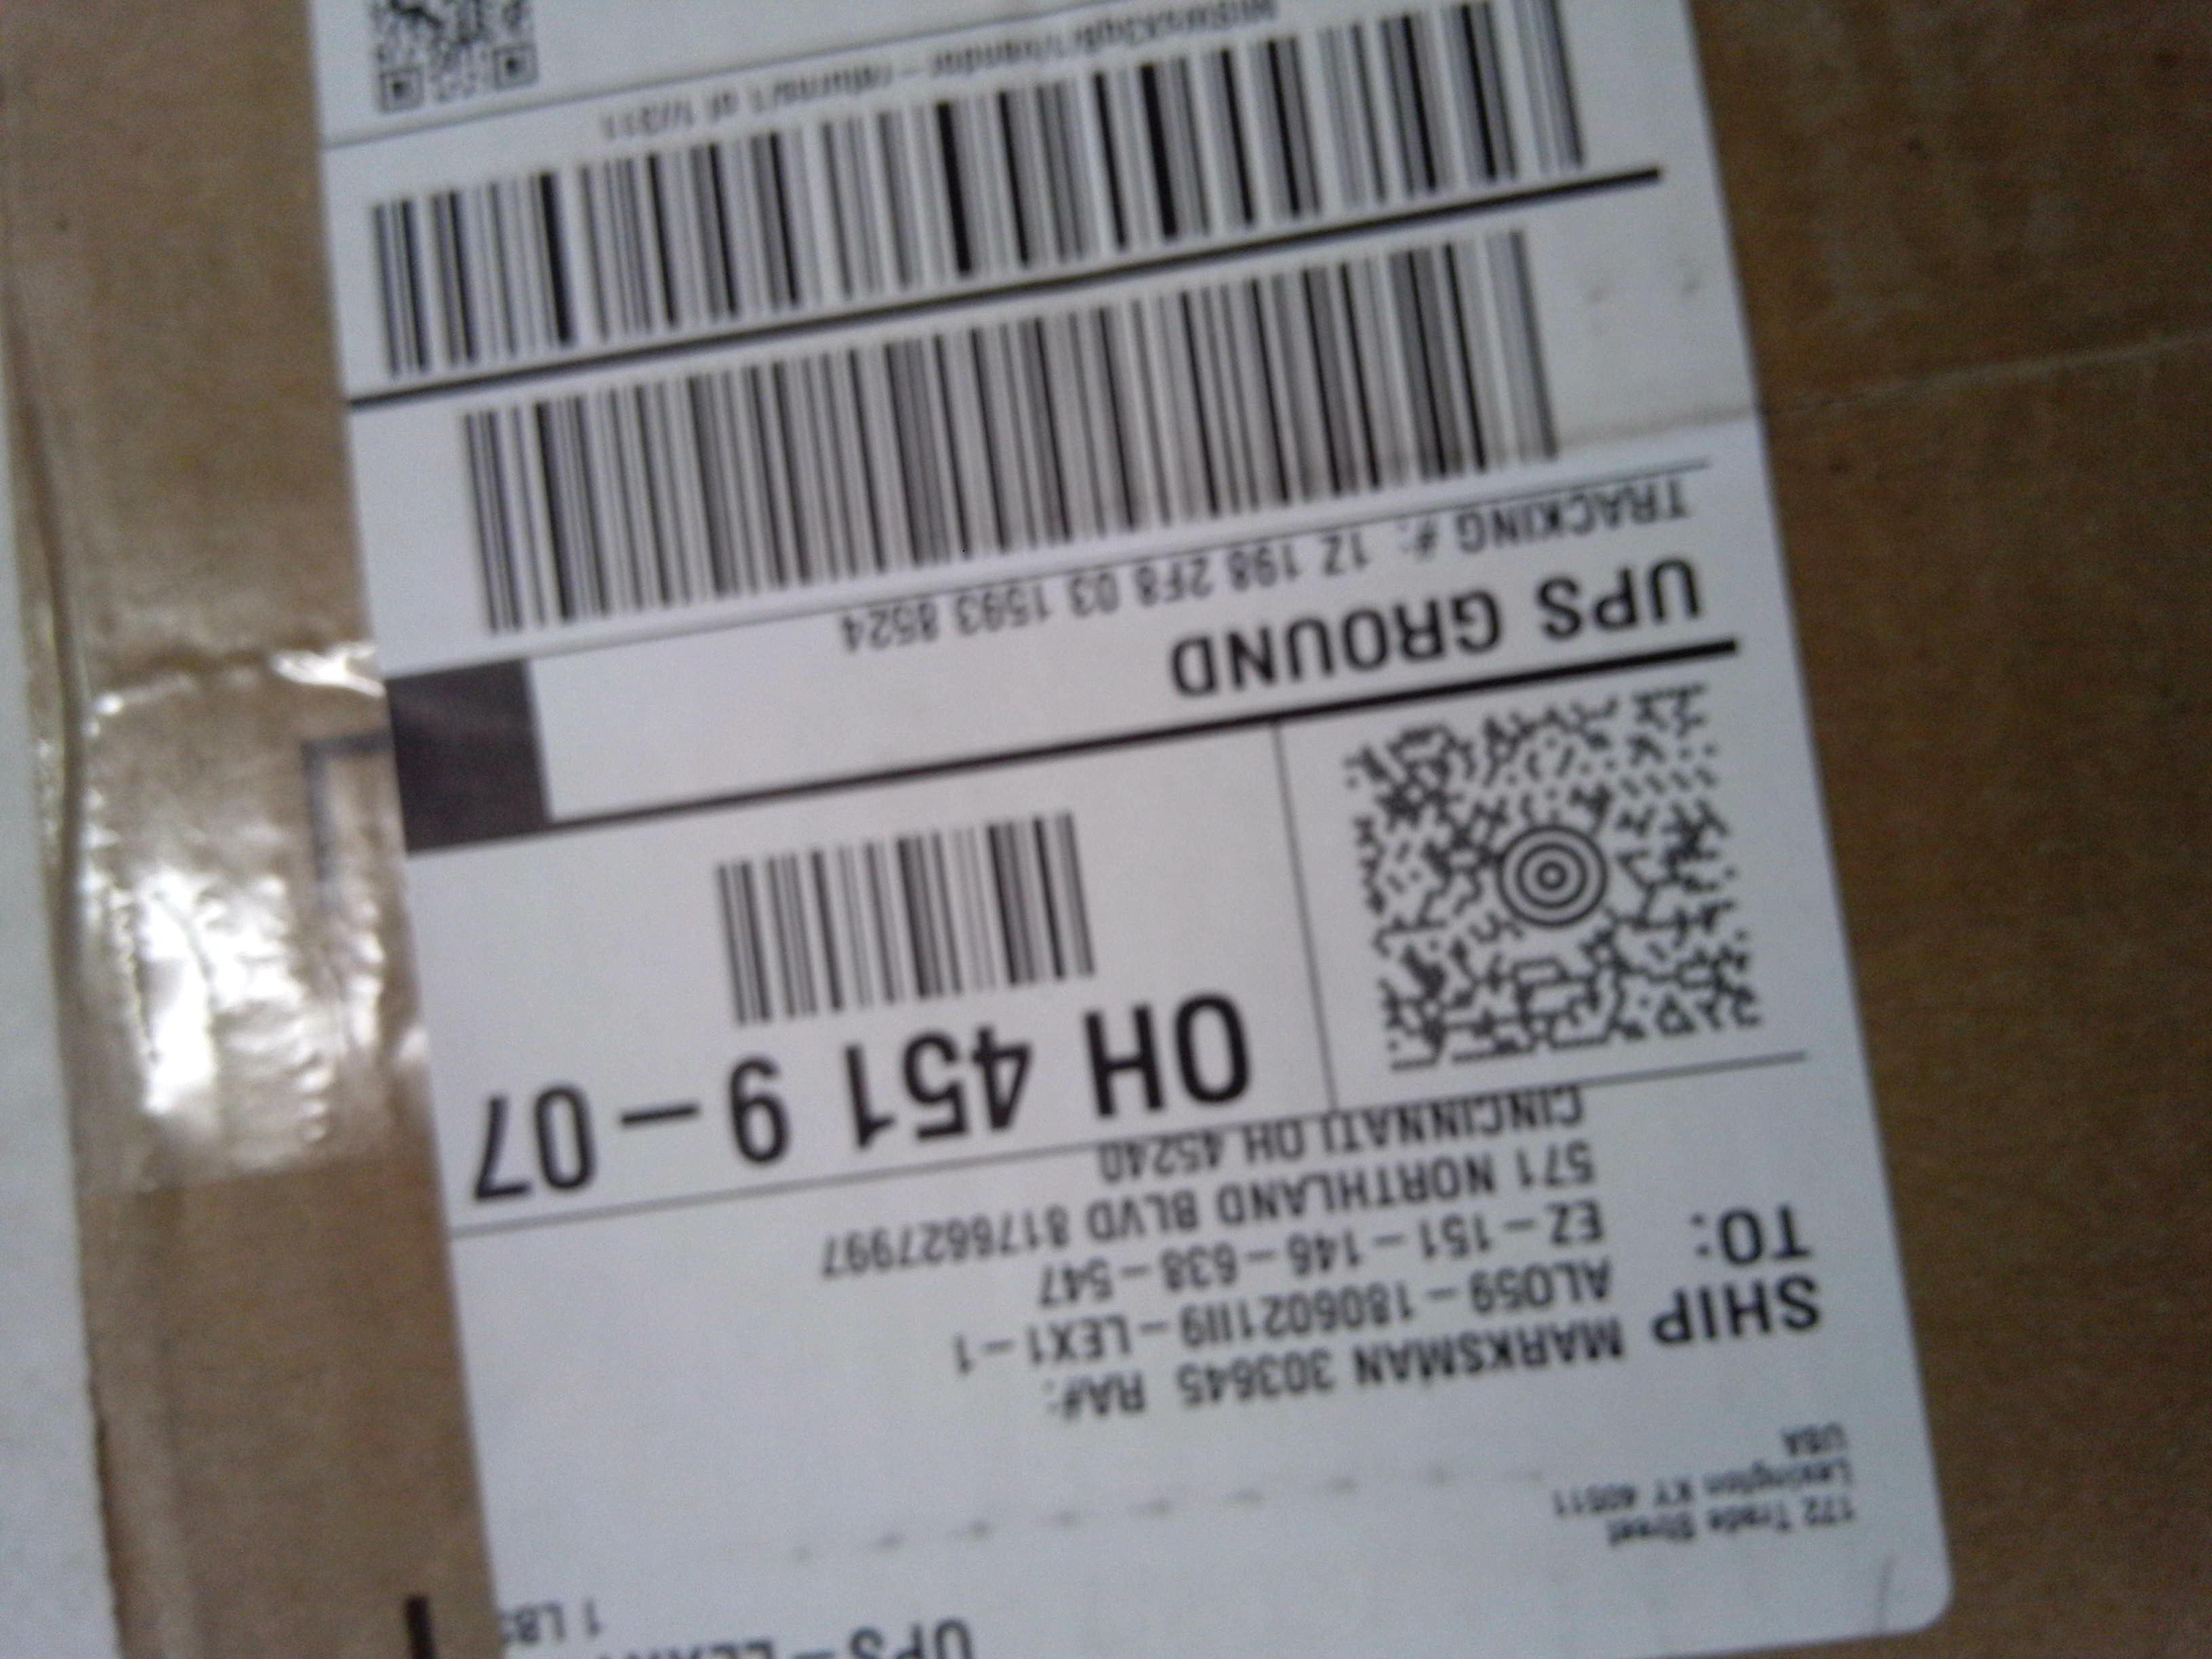 1 LBS
172 Trade Street
Lexington KY 40511
USA
SHIP
TO:
MARKSMAN 303645 RA#:
ALO59-180602III9-LEX1-1
EZ-151-146-638-547
571 NORTHLAND BLVD 8176627997
CINCINNATI OH 45240
OH 451 9-07
UPS GROUND
TRACKING #: 1Z 198 2F8 03 1593 8524